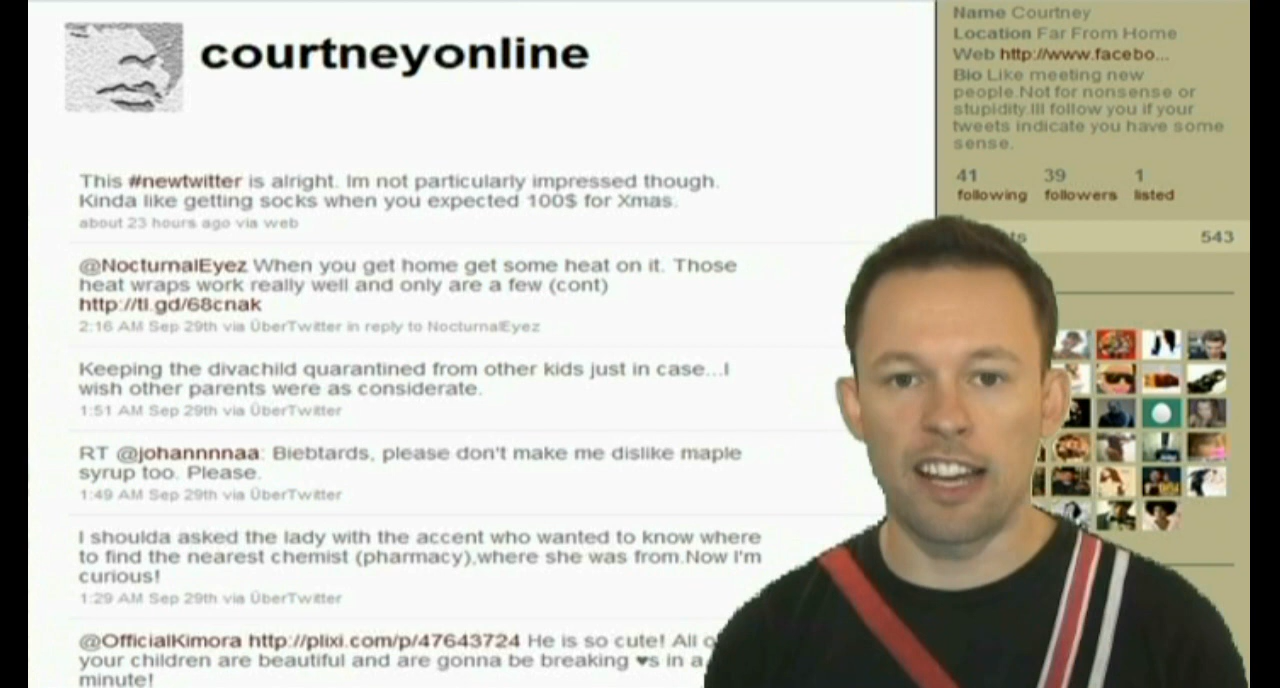 courtneyonline
This #newtwitter is alright. Im not particularly impressed though.
Kinda like getting socks when you expected 100$ for Xmas.
about 23 hours ago via web
@NocturnalEyez When you get home get some heat on it. Those
heat wraps work really well and only are a few (cont)
http://tl.gd/68cnak
2:16 AM Sep 29th via ÜberTwitter in reply to NocturnalEyez
Keeping the divachild quarantined from other kids just in case...I
wish other parents were as considerate.
1:51 AM Sep 29th via ÜberTwitter
RT @johannnnaa: Biebtards, please don't make me dislike maple
syrup too. Please.
1:49 AM Sep 29th via ÜberTwitter
I shoulda asked the lady with the accent who wanted to know where
to find the nearest chemist (pharmacy),where she was from.Now I'm
curious!
1:29 AM Sep 29th via ÜberTwitter
@OfficialKimora http://plixi.com/p/47643724 He is so cute! All
your children are beautiful and are gonna be breaking ♥s in a
minute!
Name Courtney
Location Far From Home
Web http://www.facebo...
Bio Like meeting new
people.Not for nonsense or
stupidity.Ill follow you if your
tweets indicate you have some
sense.
41 39 1
following followers listed
543